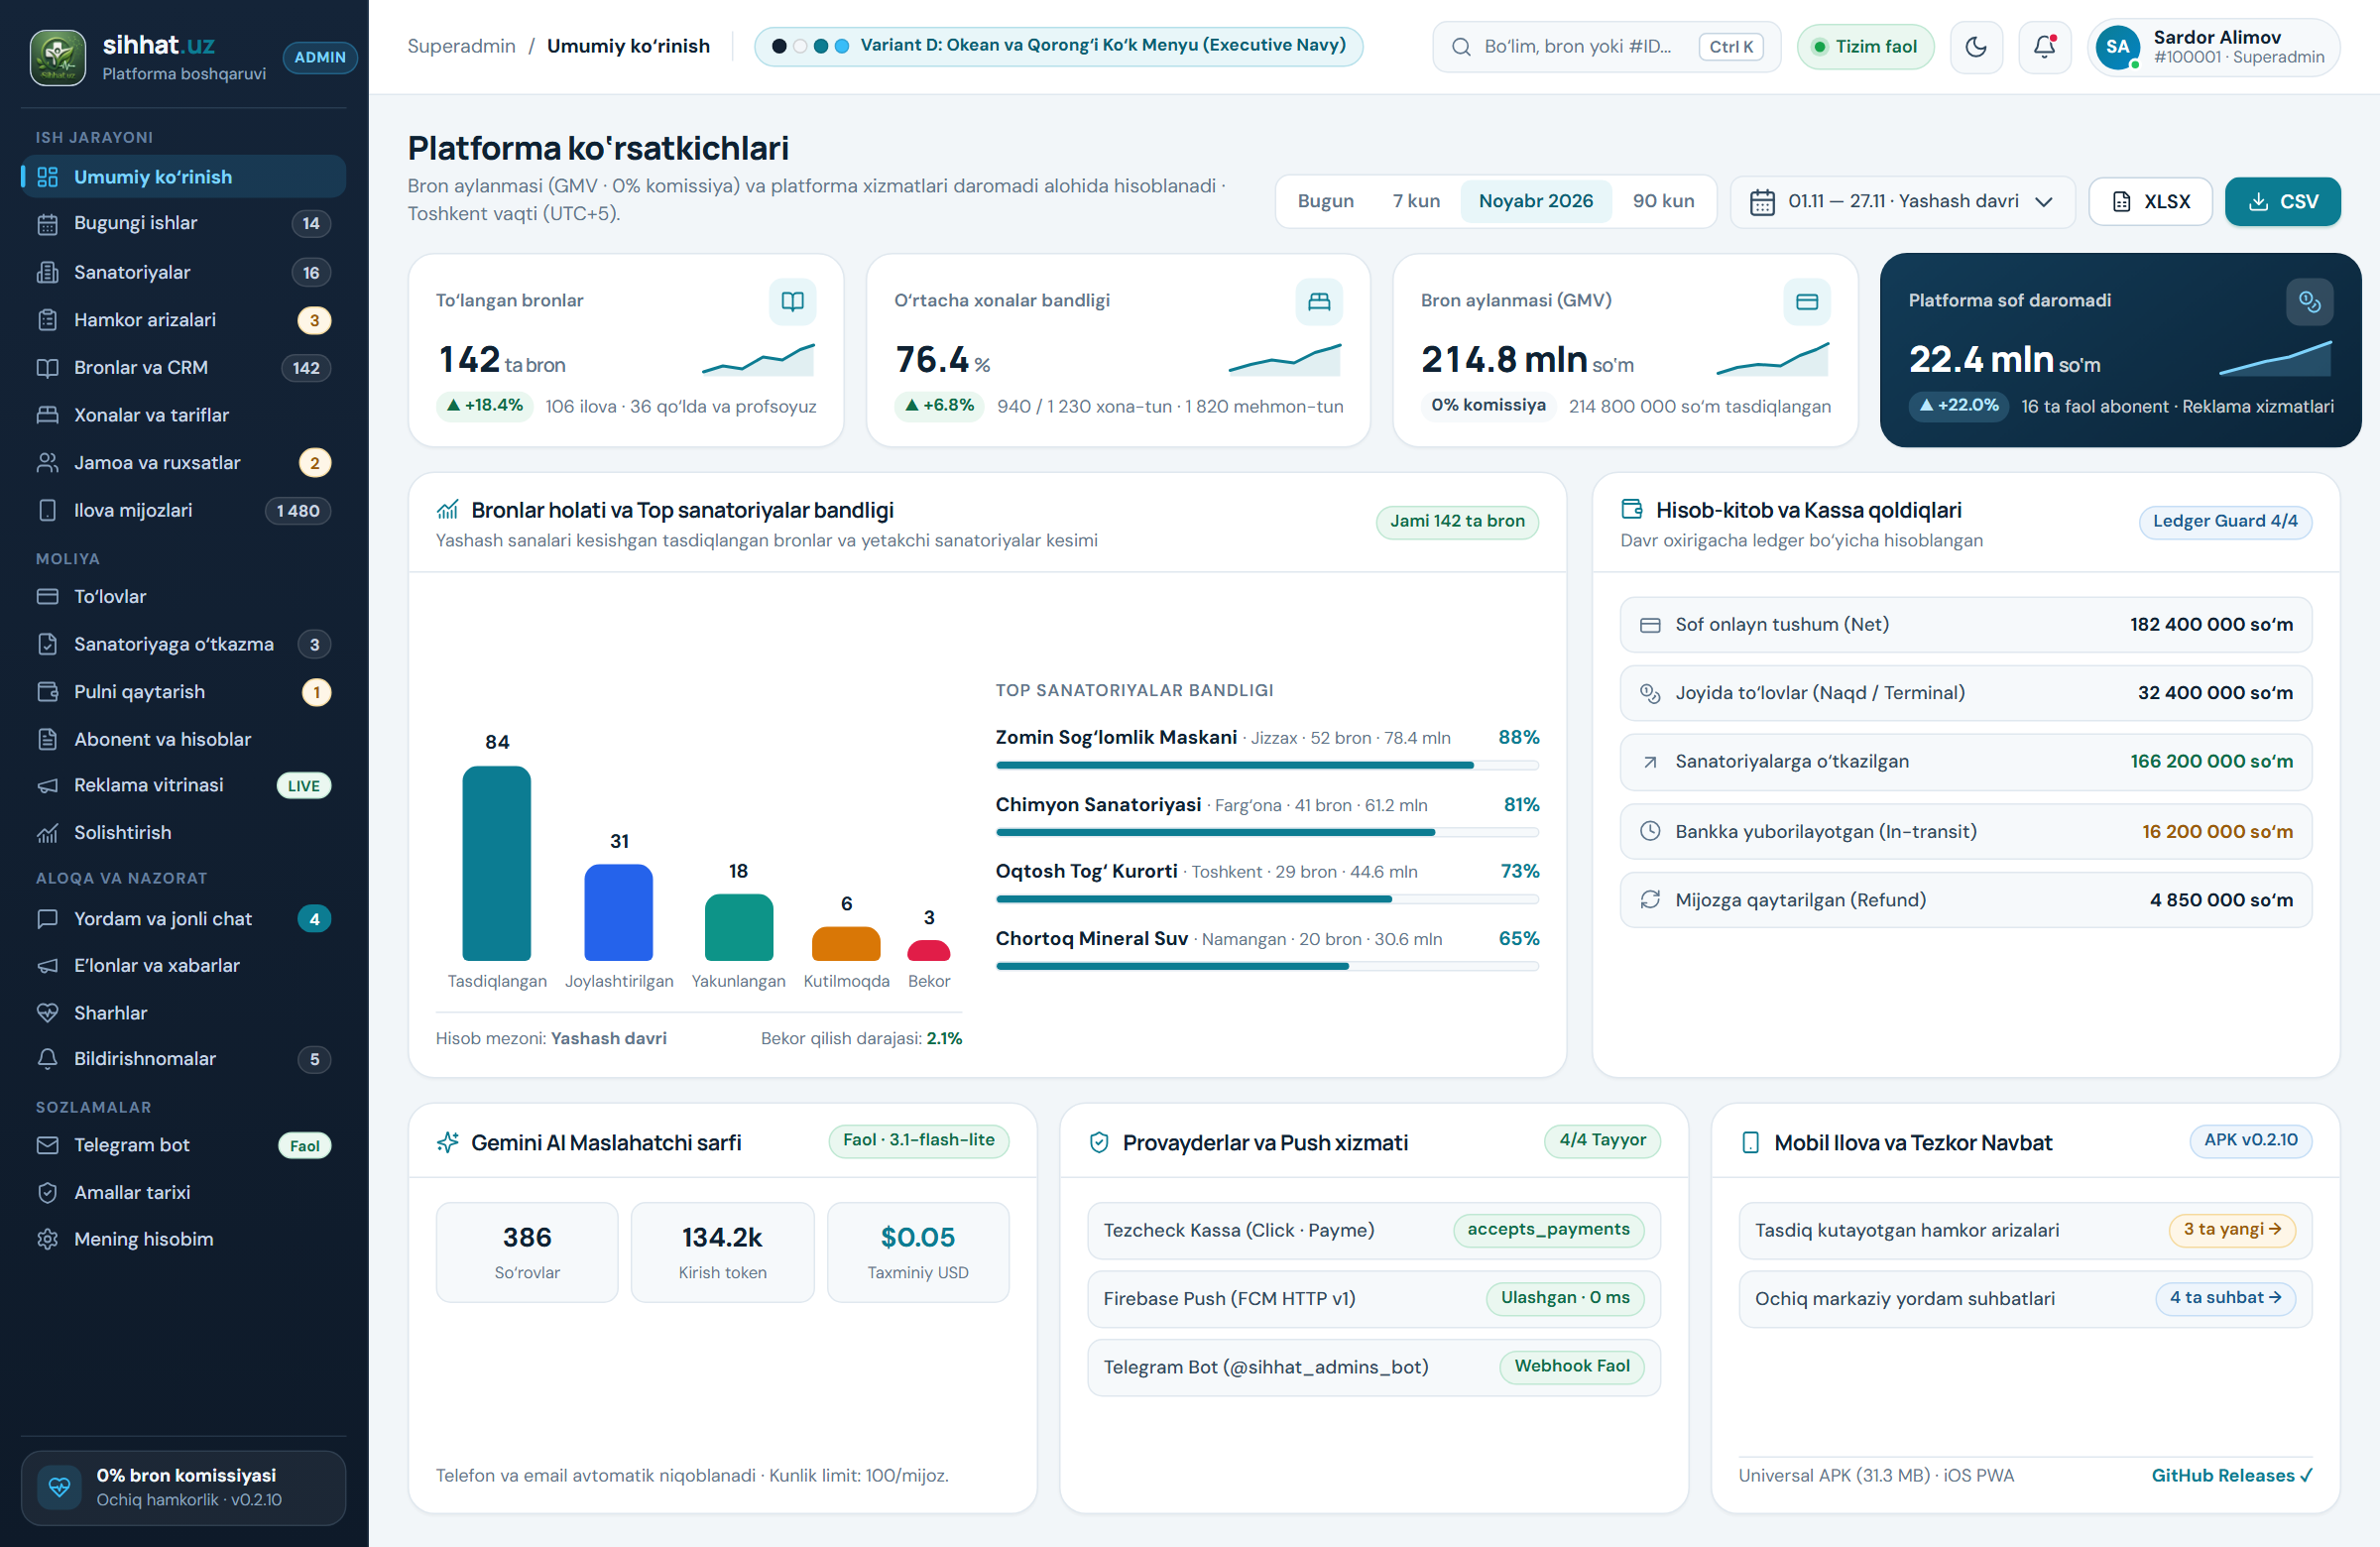 sihhat.uz
Platforma boshqaruvi
ADMIN
ISH JARAYONI
Umumiy ko‘rinish
Bugungi ishlar 14
Sanatoriyalar 16
Hamkor arizalari 3
Bronlar va CRM 142
Xonalar va tariflar
Jamoa va ruxsatlar 2
Ilova mijozlari 1 480
MOLIYA
To‘lovlar
Sanatoriyaga o‘tkazma 3
Pulni qaytarish 1
Abonent va hisoblar
Reklama vitrinasi LIVE
Solishtirish
ALOQA VA NAZORAT
Yordam va jonli chat 4
E’lonlar va xabarlar
Sharhlar
Bildirishnomalar 5
SOZLAMALAR
Telegram bot Faol
Amallar tarixi
Mening hisobim
0% bron komissiyasi
Ochiq hamkorlik · v0.2.10
Superadmin / Umumiy ko‘rinish
Variant D: Okean va Qorong‘i Ko‘k Menyu (Executive Navy)
Bo‘lim, bron yoki #ID... Ctrl K
Tizim faol
SA
Sardor Alimov
#100001 · Superadmin
Platforma ko‘rsatkichlari
Bron aylanmasi (GMV · 0% komissiya) va platforma xizmatlari daromadi alohida hisoblanadi ·
Toshkent vaqti (UTC+5).
Bugun 7 kun Noyabr 2026 90 kun
01.11 — 27.11 · Yashash davri
XLSX
CSV
To‘langan bronlar
142 ta bron
▲ +18.4% 106 ilova · 36 qo‘lda va profsoyuz
O‘rtacha xonalar bandligi
76.4 %
▲ +6.8% 940 / 1 230 xona-tun · 1 820 mehmon-tun
Bron aylanmasi (GMV)
214.8 mln so‘m
0% komissiya 214 800 000 so‘m tasdiqlangan
Platforma sof daromadi
22.4 mln so‘m
▲ +22.0% 16 ta faol abonent · Reklama xizmatlari
Bronlar holati va Top sanatoriyalar bandligi
Yashash sanalari kesishgan tasdiqlangan bronlar va yetakchi sanatoriyalar kesimi
Jami 142 ta bron
84
31
18
6
3
Tasdiqlangan Joylashtirilgan Yakunlangan Kutilmoqda Bekor
Hisob mezoni: Yashash davri Bekor qilish darajasi: 2.1%
TOP SANATORIYALAR BANDLIGI
Zomin Sog‘lomlik Maskani · Jizzax · 52 bron · 78.4 mln 88%
Chimyon Sanatoriyasi · Farg‘ona · 41 bron · 61.2 mln 81%
Oqtosh Tog‘ Kurorti · Toshkent · 29 bron · 44.6 mln 73%
Chortoq Mineral Suv · Namangan · 20 bron · 30.6 mln 65%
Hisob-kitob va Kassa qoldiqlari
Davr oxirigacha ledger bo‘yicha hisoblangan
Ledger Guard 4/4
Sof onlayn tushum (Net) 182 400 000 so‘m
Joyida to‘lovlar (Naqd / Terminal) 32 400 000 so‘m
Sanatoriyalarga o‘tkazilgan 166 200 000 so‘m
Bankka yuborilayotgan (In-transit) 16 200 000 so‘m
Mijozga qaytarilgan (Refund) 4 850 000 so‘m
Gemini AI Maslahatchi sarfi
Faol · 3.1-flash-lite
386
So‘rovlar
134.2k
Kirish token
$0.05
Taxminiy USD
Telefon va email avtomatik niqoblanadi · Kunlik limit: 100/mijoz.
Provayderlar va Push xizmati
4/4 Tayyor
Tezcheck Kassa (Click · Payme) accepts_payments
Firebase Push (FCM HTTP v1) Ulashgan · 0 ms
Telegram Bot (@sihhat_admins_bot) Webhook Faol
Mobil Ilova va Tezkor Navbat
APK v0.2.10
Tasdiq kutayotgan hamkor arizalari 3 ta yangi →
Ochiq markaziy yordam suhbatlari 4 ta suhbat →
Universal APK (31.3 MB) · iOS PWA GitHub Releases ✓